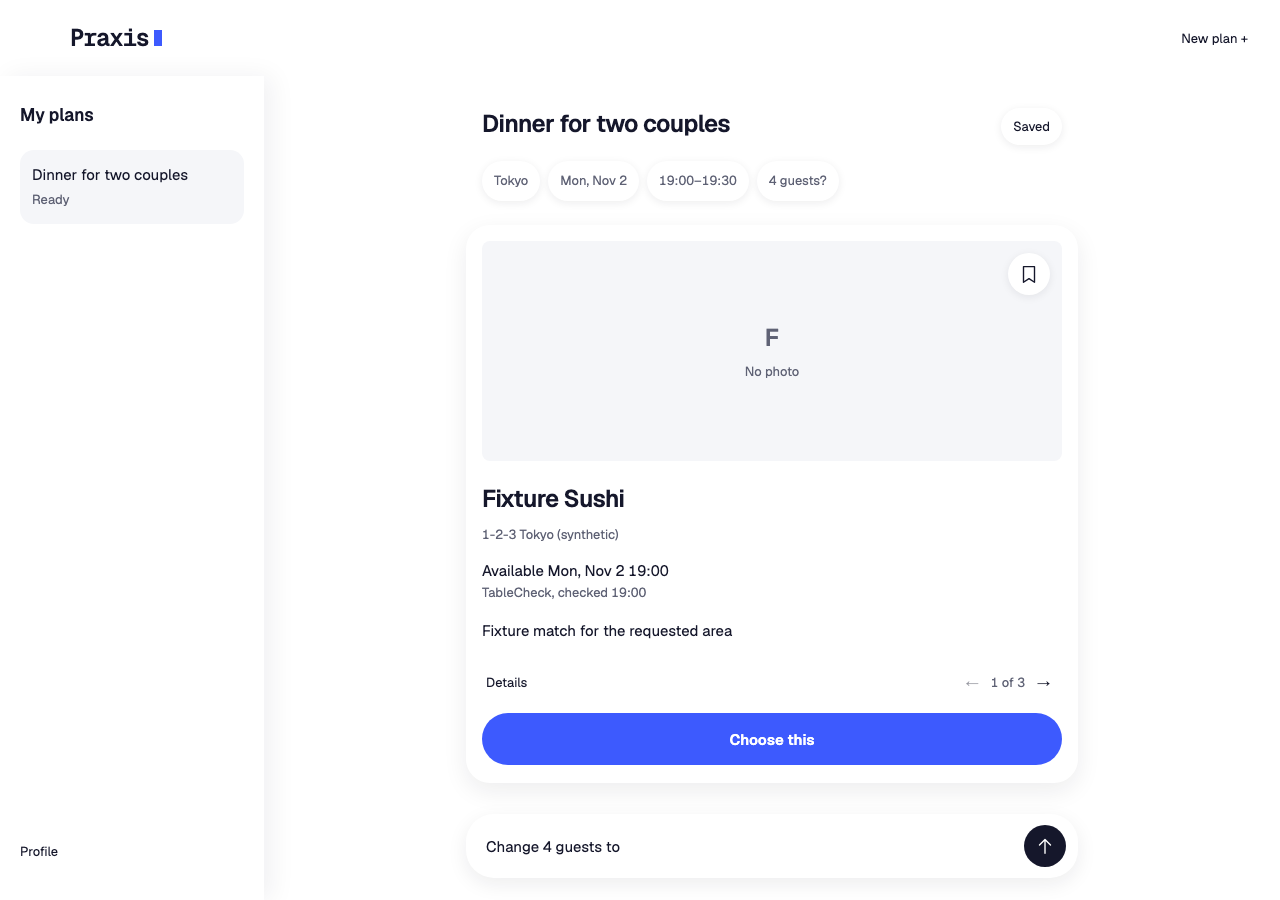 Praxis
New plan +
My plans
Dinner for two couples
Ready
Profile
Dinner for two couples
Saved
Tokyo
Mon, Nov 2
19:00–19:30
4 guests?
F
No photo
Fixture Sushi
1-2-3 Tokyo (synthetic)
Available Mon, Nov 2 19:00
TableCheck, checked 19:00
Fixture match for the requested area
Details
← 1 of 3 →
Choose this
Change 4 guests to